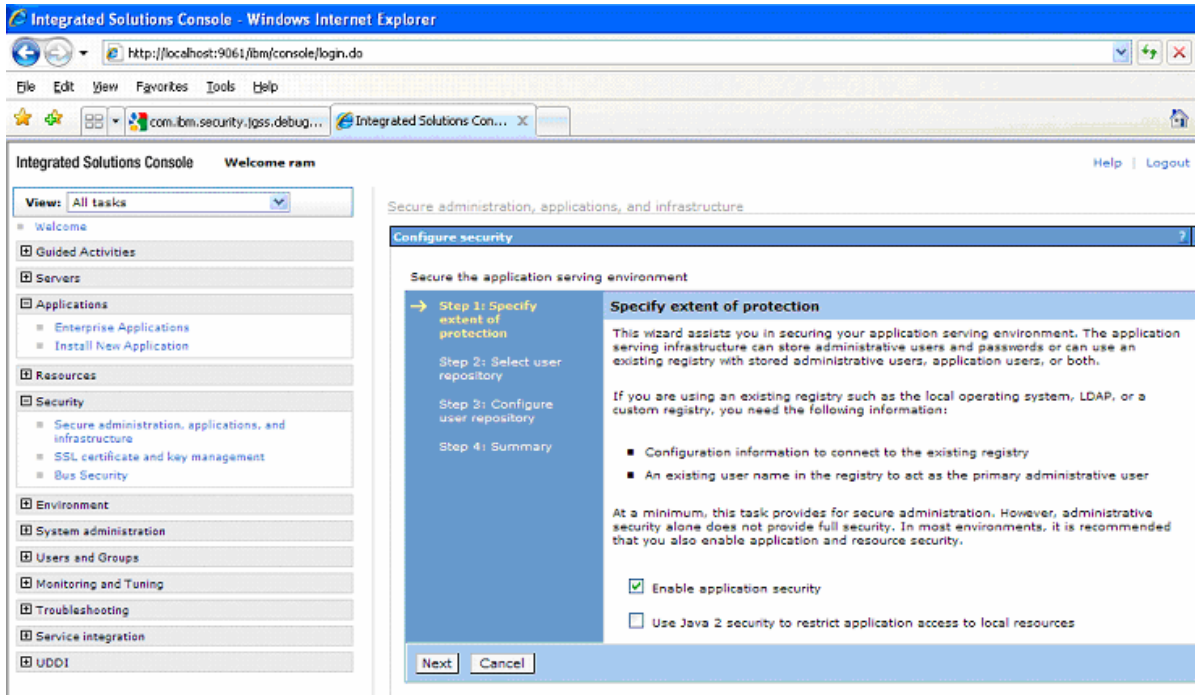 Integrated Solutions Console - Windows Internet Explorer
http://localhost:9061/ibm/console/login.do
File Edit View Favorites Tools Help
com.ibm.security.jgss.debug... Integrated Solutions Con... X
Integrated Solutions Console Welcome ram Help | Logout
View: All tasks
Welcome
Guided Activities
Servers
Applications
Enterprise Applications
Install New Application
Resources
Security
Secure administration, applications, and
infrastructure
SSL certificate and key management
Bus Security
Environment
System administration
Users and Groups
Monitoring and Tuning
Troubleshooting
Service integration
UDDI
Secure administration, applications, and infrastructure
Configure security ?
Secure the application serving environment
Step 1: Specify
extent of
protection
Step 2: Select user
repository
Step 3: Configure
user repository
Step 4: Summary
Specify extent of protection
This wizard assists you in securing your application serving environment. The application
serving infrastructure can store administrative users and passwords or can use an
existing registry with stored administrative users, application users, or both.
If you are using an existing registry such as the local operating system, LDAP, or a
custom registry, you need the following information:
Configuration information to connect to the existing registry
An existing user name in the registry to act as the primary administrative user
At a minimum, this task provides for secure administration. However, administrative
security alone does not provide full security. In most environments, it is recommended
that you also enable application and resource security.
Enable application security
Use Java 2 security to restrict application access to local resources
Next Cancel